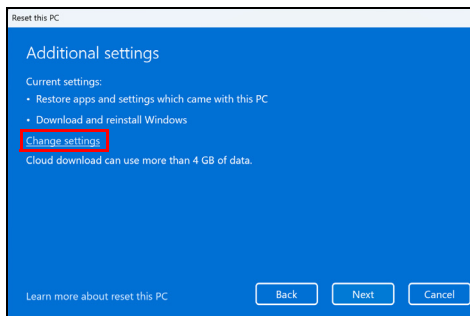 Reset this PC
Additional settings
Current settings:
• Restore apps and settings which came with this PC
• Download and reinstall Windows
Change settings
Cloud download can use more than 4 GB of data.
Learn more about reset this PC
Back
Next
Cancel